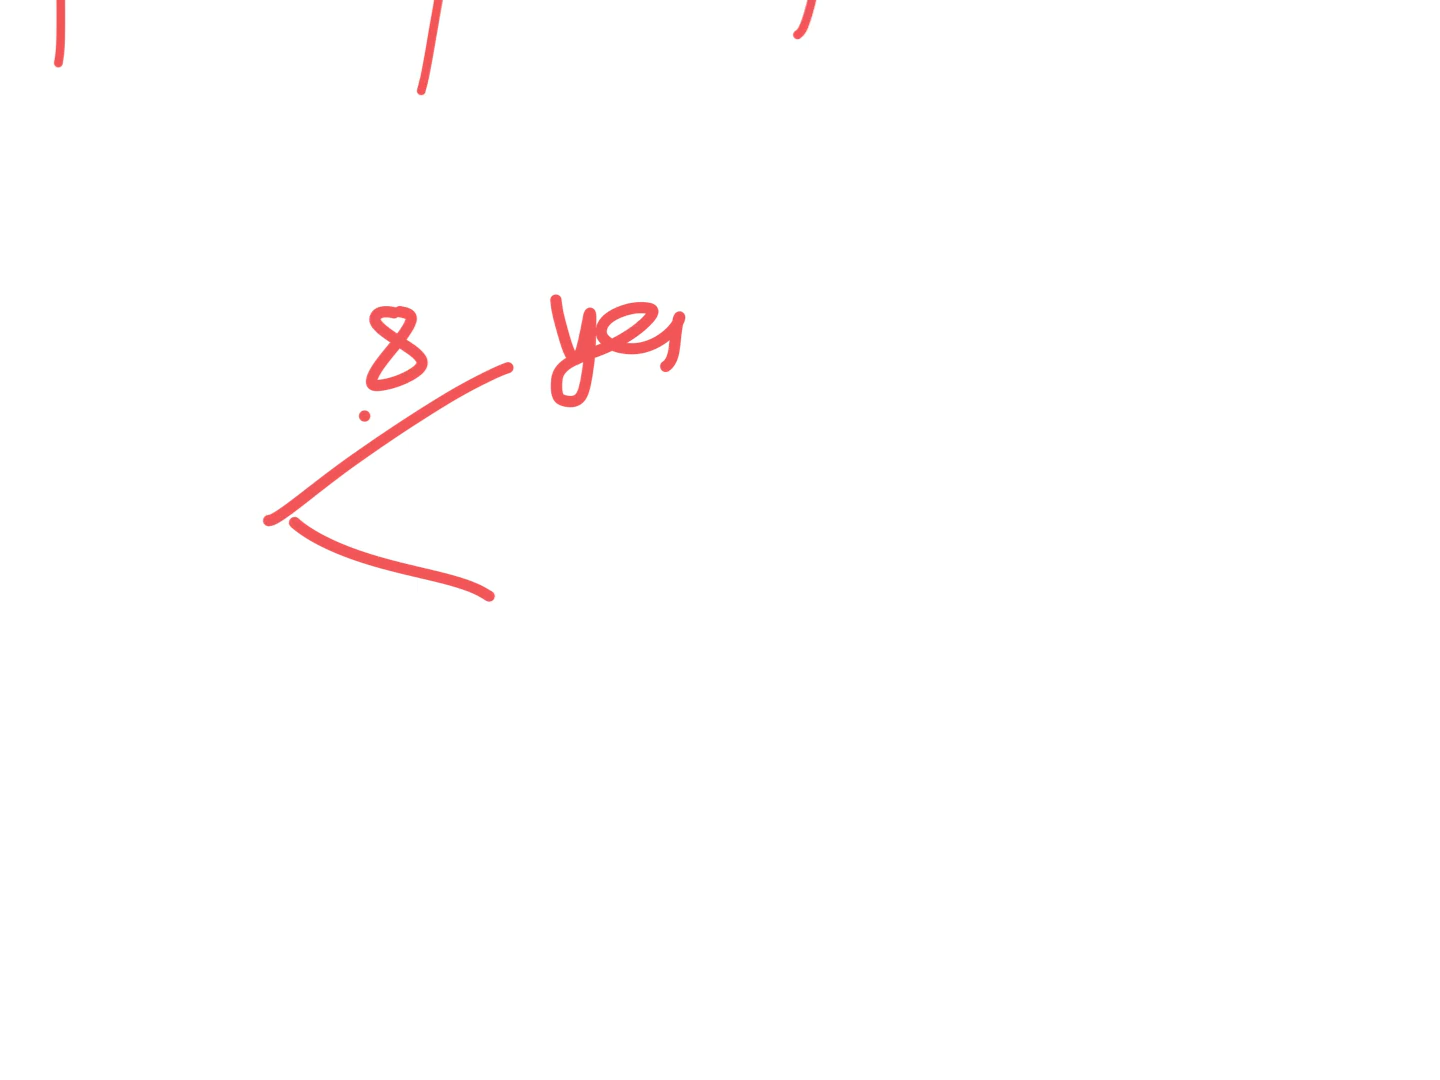 .8 yes